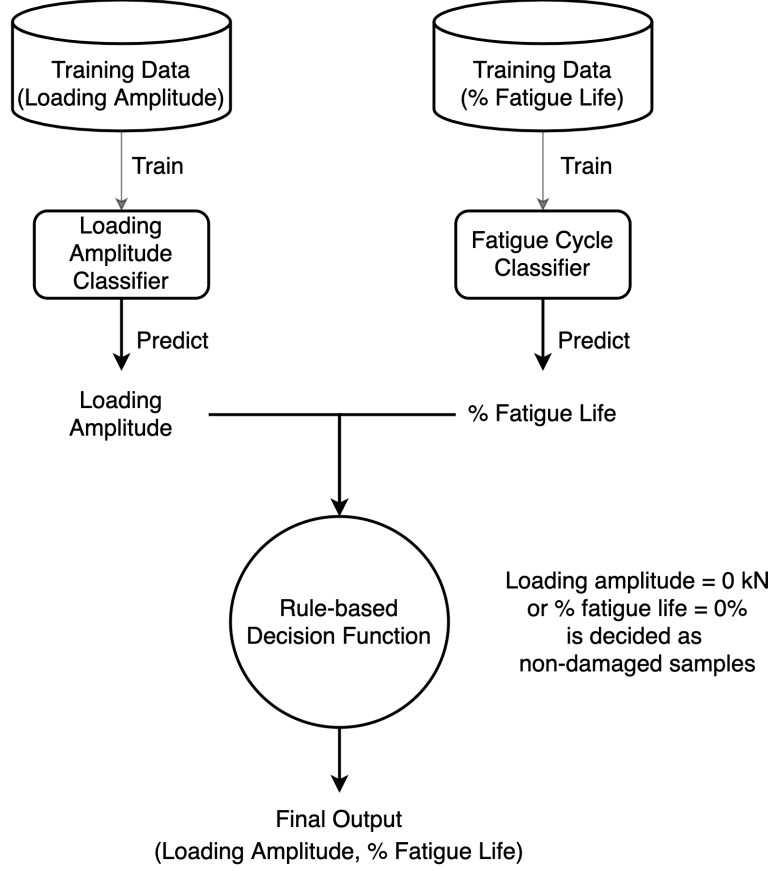 Training Data
(Loading Amplitude)
Training Data
(% Fatigue Life)
Train
Train
Loading
Amplitude
Classifier
Fatigue Cycle
Classifier
Predict
Predict
Loading
Amplitude
% Fatigue Life
Rule-based
Decision Function
Loading amplitude = 0 kN
or % fatigue life = 0%
is decided as
non-damaged samples
Final Output
(Loading Amplitude, % Fatigue Life)